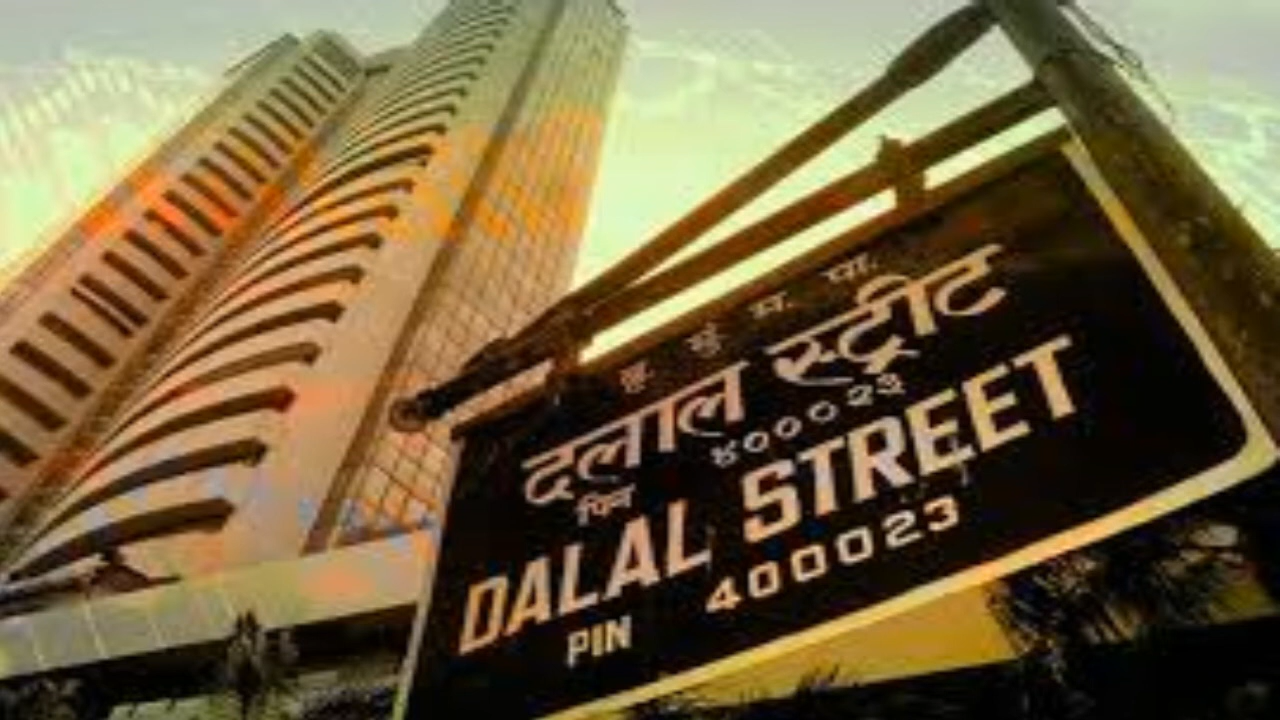 बृ. मुं. म. पा.
दलाल स्ट्रीट
पिन ४०००२३
DALAL STREET
PIN 400023